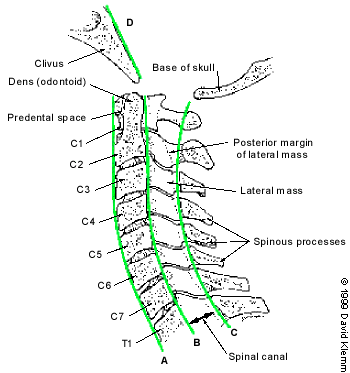 D
Clivus
Base of skull
Dens (odontoid)
Predental space
C1
Posterior margin
of lateral mass
C2
C3
Lateral mass
C4
Spinous processes
C5
C6
C7
T1
A
B
C
Spinal canal
© 1999 David Klemm